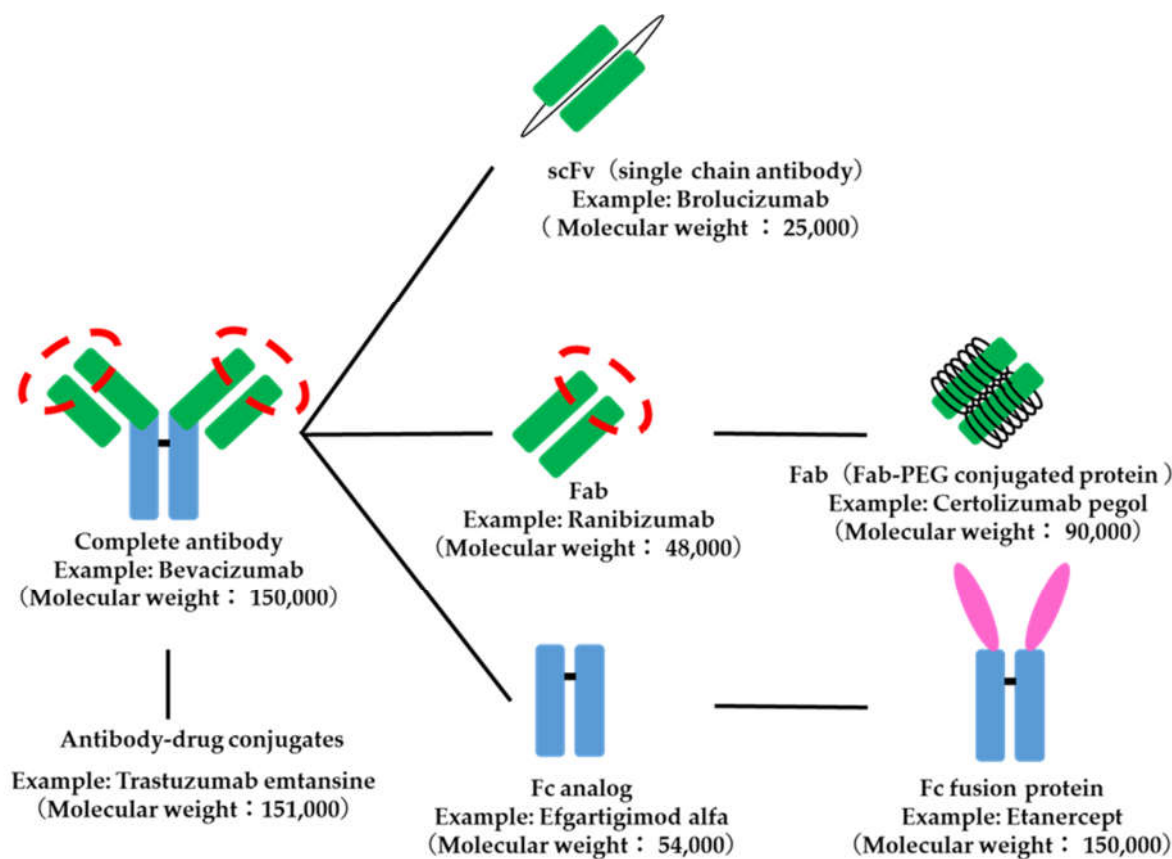 scFv（single chain antibody）
Example: Brolucizumab
（ Molecular weight ： 25,000）
Complete antibody
Example: Bevacizumab
（Molecular weight： 150,000）
Fab
Example: Ranibizumab
（Molecular weight： 48,000）
Fab（Fab-PEG conjugated protein ）
Example: Certolizumab pegol
（Molecular weight： 90,000）
Antibody-drug conjugates
Example: Trastuzumab emtansine
（Molecular weight：151,000）
Fc analog
Example: Efgartigimod alfa
（Molecular weight： 54,000）
Fc fusion protein
Example: Etanercept
（Molecular weight： 150,000）